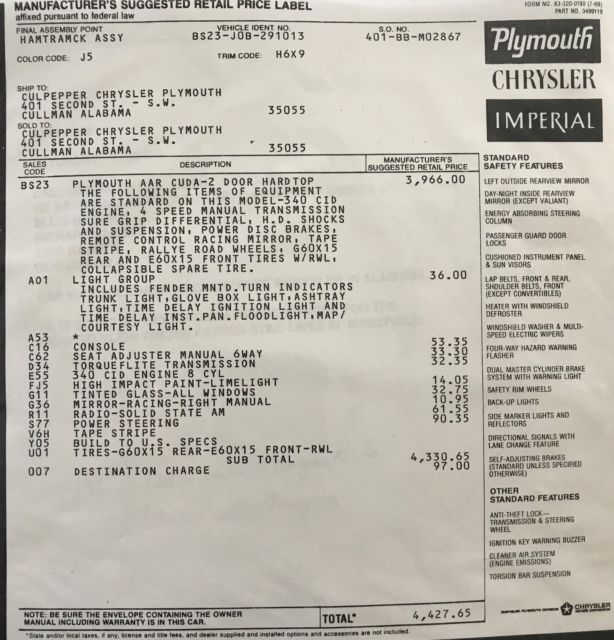 MANUFACTURER'S SUGGESTED RETAIL PRICE LABEL
affixed pursuant to federal law
FORM NO. 83-320-0190 (7-69)
PART NO. 3499119
FINAL ASSEMBLY POINT
HAMTRAMCK ASSY
VEHICLE IDENT. NO.
BS23-J0B-291013
S.O. NO.
401-BB-M02867
COLOR CODE: J5
TRIM CODE: H6X9
Plymouth
CHRYSLER
IMPERIAL
SHIP TO:
CULPEPPER CHRYSLER PLYMOUTH
401 SECOND ST. - S.W.
CULLMAN ALABAMA 35055
SOLD TO:
CULPEPPER CHRYSLER PLYMOUTH
401 SECOND ST. - S.W.
CULLMAN ALABAMA 35055
SALES CODE DESCRIPTION MANUFACTURER'S SUGGESTED RETAIL PRICE
BS23 PLYMOUTH AAR CUDA-2 DOOR HARDTOP 3,966.00
THE FOLLOWING ITEMS OF EQUIPMENT
ARE STANDARD ON THIS MODEL-340 CID
ENGINE, 4 SPEED MANUAL TRANSMISSION
SURE GRIP DIFFERENTIAL, H.D. SHOCKS
AND SUSPENSION, POWER DISC BRAKES,
REMOTE CONTROL RACING MIRROR, TAPE
STRIPE, RALLYE ROAD WHEELS, G60X15
REAR AND E60X15 FRONT TIRES W/RWL,
COLLAPSIBLE SPARE TIRE.
A01 LIGHT GROUP 36.00
INCLUDES FENDER MNTD.TURN INDICATORS
TRUNK LIGHT,GLOVE BOX LIGHT,ASHTRAY
LIGHT,TIME DELAY IGNITION LIGHT AND
TIME DELAY INST.PAN.FLOODLIGHT,MAP/
COURTESY LIGHT.
A53 *
C16 CONSOLE 53.35
C62 SEAT ADJUSTER MANUAL 6WAY 33.30
D34 TORQUEFLITE TRANSMISSION 32.35
E55 340 CID ENGINE 8 CYL
FJ5 HIGH IMPACT PAINT-LIMELIGHT 14.05
G11 TINTED GLASS-ALL WINDOWS 32.75
G36 MIRROR-RACING-RIGHT MANUAL 10.95
R11 RADIO-SOLID STATE AM 61.55
S77 POWER STEERING 90.35
V6H TAPE STRIPE
Y05 BUILD TO U.S. SPECS
U01 TIRES-G60X15 REAR-E60X15 FRONT-RWL
SUB TOTAL 4,330.65
007 DESTINATION CHARGE 97.00
STANDARD
SAFETY FEATURES
LEFT OUTSIDE REARVIEW MIRROR
DAY-NIGHT INSIDE REARVIEW
MIRROR (EXCEPT VALIANT)
ENERGY ABSORBING STEERING
COLUMN
PASSENGER GUARD DOOR
LOCKS
CUSHIONED INSTRUMENT PANEL
& SUN VISORS
LAP BELTS, FRONT & REAR,
SHOULDER BELTS, FRONT
(EXCEPT CONVERTIBLES)
HEATER WITH WINDSHIELD
DEFROSTER
WINDSHIELD WASHER & MULTI-
SPEED ELECTRIC WIPERS
FOUR-WAY HAZARD WARNING
FLASHER
DUAL MASTER CYLINDER BRAKE
SYSTEM WITH WARNING LIGHT
SAFETY RIM WHEELS
BACK-UP LIGHTS
SIDE MARKER LIGHTS AND
REFLECTORS
DIRECTIONAL SIGNALS WITH
LANE CHANGE FEATURE
SELF-ADJUSTING BRAKES
(STANDARD UNLESS SPECIFIED
OTHERWISE)
OTHER
STANDARD FEATURES
ANTI-THEFT LOCK—
TRANSMISSION & STEERING
WHEEL
IGNITION KEY WARNING BUZZER
CLEANER AIR SYSTEM
(ENGINE EMISSIONS)
TORSION BAR SUSPENSION
CHRYSLER PLYMOUTH DIVISION CHRYSLER MOTORS CORPORATION
NOTE: BE SURE THE ENVELOPE CONTAINING THE OWNER
MANUAL INCLUDING WARRANTY IS IN THIS CAR.
TOTAL* 4,427.65
*State and/or local taxes, if any, license and title fees, and dealer supplied and installed options and accessories are not included.